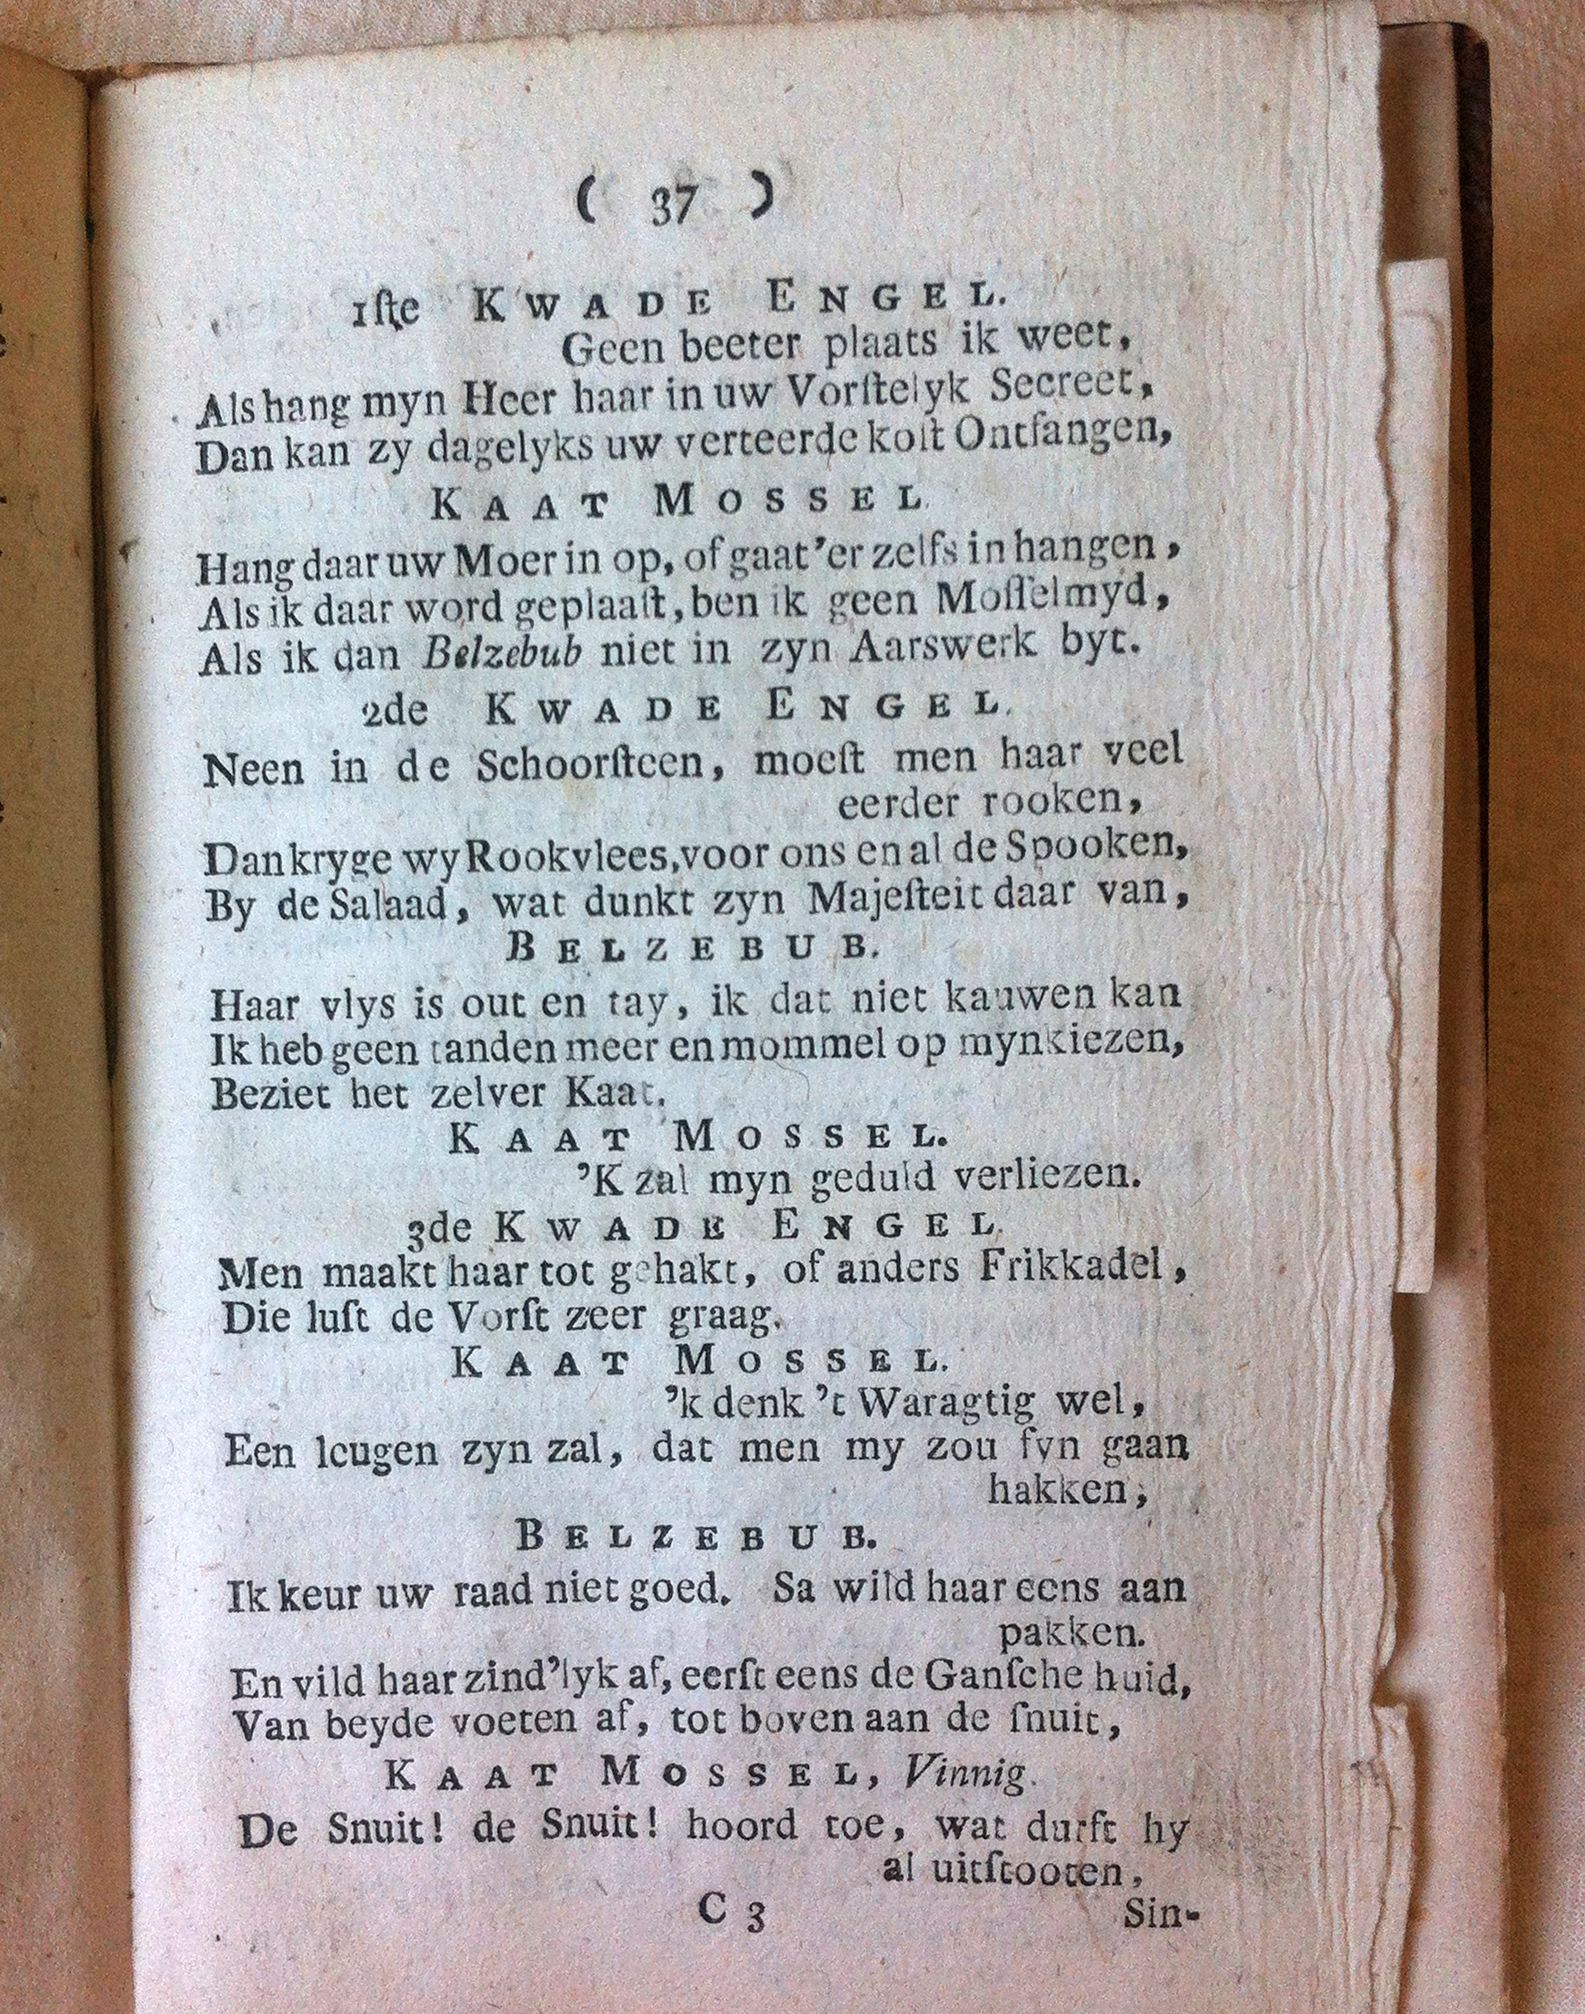 ( 37 )
1ſte KWADE ENGEL.
Geen beeter plaats ik weet,
Als hang myn Heer haar in uw Vorſtelyk Secreet,
Dan kan zy dagelyks uw verteerde koſt Ontfangen,
KAAT MOSSEL.
Hang daar uw Moer in op, of gaat 'er zelfs in hangen,
Als ik daar word geplaaſt, ben ik geen Moſſelmyd,
Als ik dan Belzebub niet in zyn Aarswerk byt.
2de KWADE ENGEL.
Neen in de Schoorſteen, moeſt men haar veel
eerder rooken,
Dan kryge wy Rookvlees, voor ons en al de Spooken,
By de Salaad, wat dunkt zyn Majeſteit daar van,
BELZEBUB.
Haar vlys is out en tay, ik dat niet kauwen kan
Ik heb geen tanden meer en mommel op myn kiezen,
Beziet het zelver Kaat.
KAAT MOSSEL.
'K zal myn geduld verliezen.
3de KWADE ENGEL.
Men maakt haar tot gehakt, of anders Frikkadel,
Die luſt de Vorſt zeer graag.
KAAT MOSSEL.
'k denk 't Waragtig wel,
Een leugen zyn zal, dat men my zou fyn gaan
hakken,
BELZEBUB.
Ik keur uw raad niet goed. Sa wild haar eens aan
pakken.
En vild haar zind'lyk af, eerſt eens de Ganſche huid,
Van beyde voeten af, tot boven aan de ſnuit,
KAAT MOSSEL, Vinnig.
De Snuit! de Snuit! hoord toe, wat durft hy
al uitſtooten,
C 3
Sin-